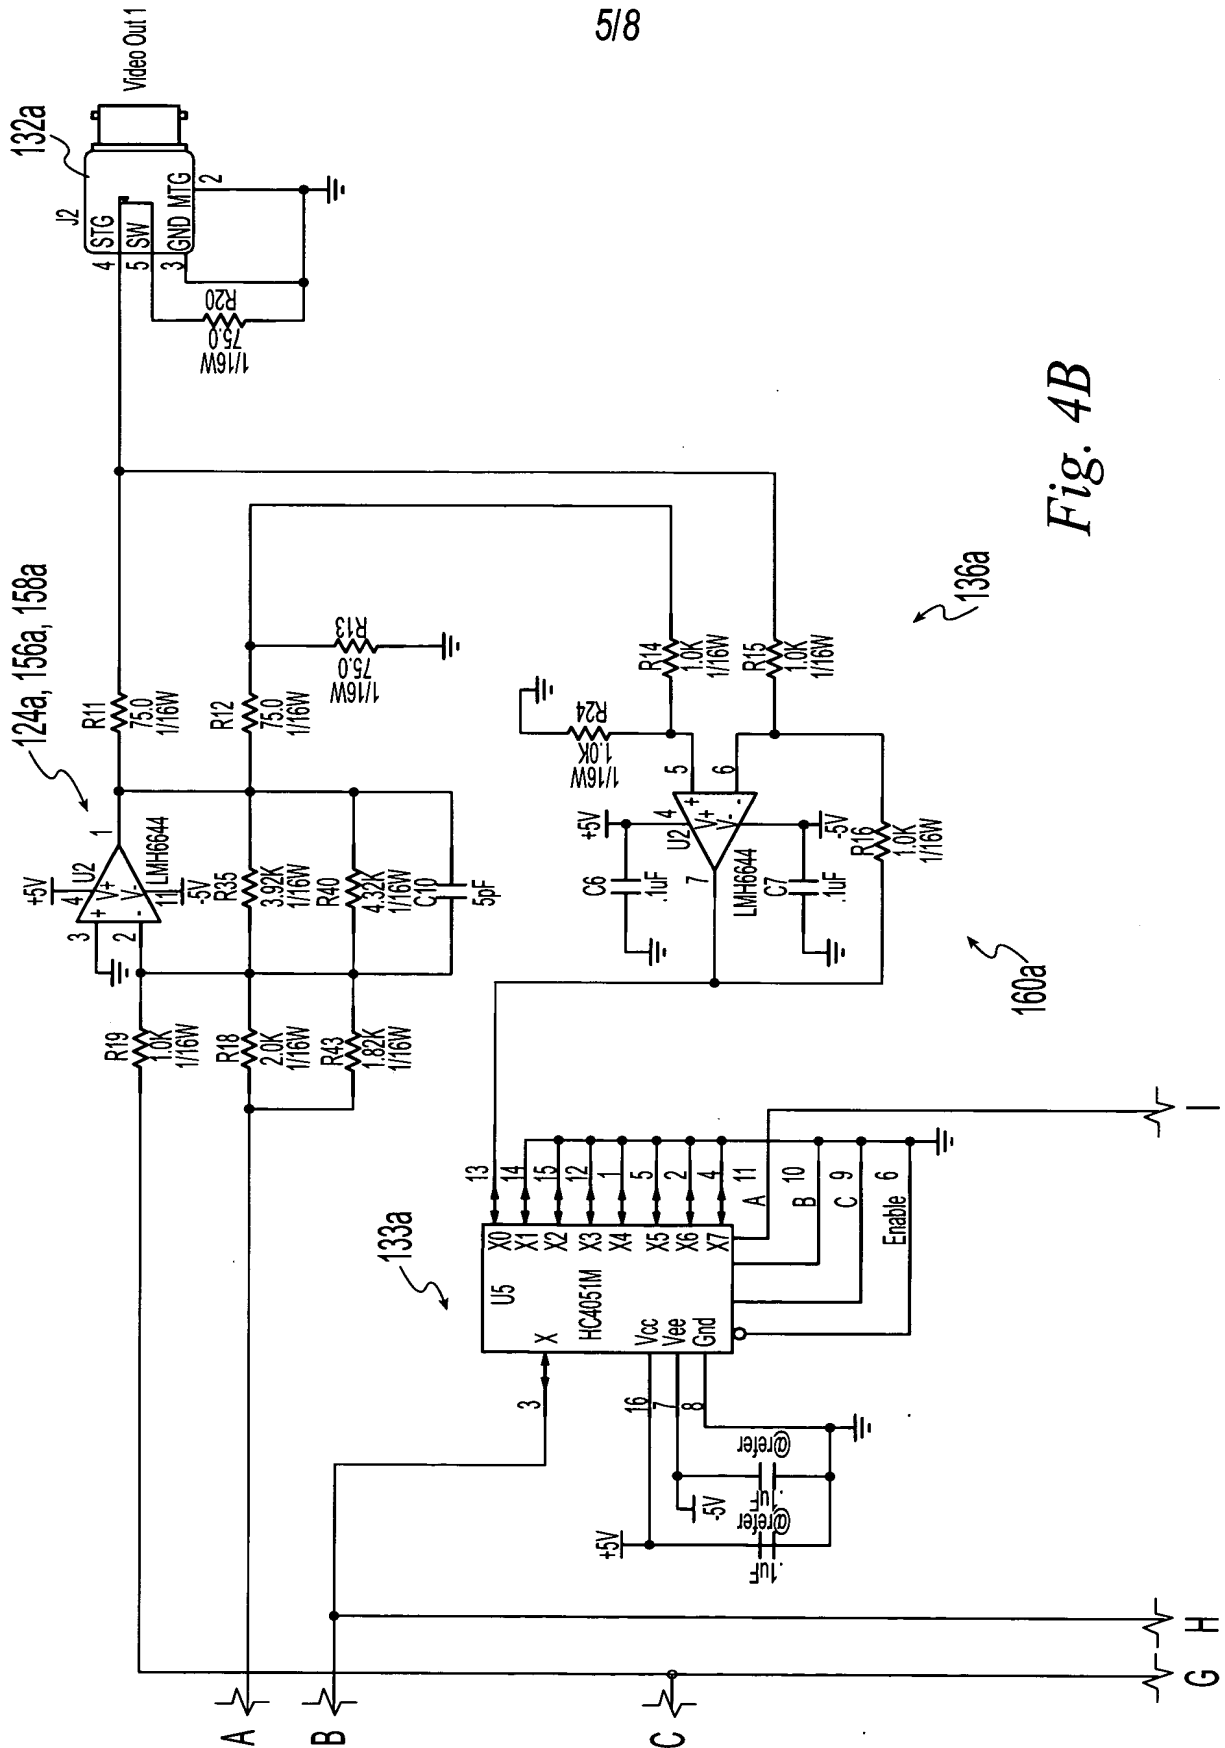 5/8
132a
Video Out 1
J2
STG
SW
GND MTG
4
5
3
2
R20
75.0
1/16W
124a, 156a, 158a
R11
75.0
1/16W
1
+5V
U2
LMH6644
4
V+
V-
11
-5V
+
-
3
2
R12
75.0
1/16W
R13
75.0
1/16W
R35
3.92K
1/16W
R40
4.32K
1/16W
C10
5pF
R19
1.0K
1/16W
R18
2.0K
1/16W
R43
1.82K
1/16W
R14
1.0K
1/16W
R15
1.0K
1/16W
136a
R24
1.0K
1/16W
5
6
+
-
+5V
4
V+
V-
U2
LMH6644
7
-5V
C6
.1uF
C7
.1uF
R16
1.0K
1/16W
160a
133a
U5
HC4051M
X
3
X0
X1
X2
X3
X4
X5
X6
X7
13
14
15
12
1
5
2
4
11
A
10
B
9
C
6
Enable
Vcc
Vee
Gnd
16
7
8
@refer
.1uF
-5V
@refer
.1uF
+5V
A
B
C
G
H
I
Fig. 4B